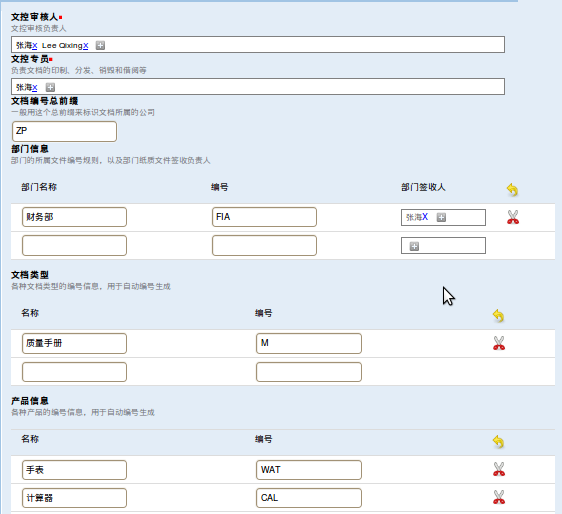 文控审核人
文控审核负责人
张海X Lee QixingX
文控专员
负责文档的印制、分发、销毁和借阅等
张海X
文档编号总前缀
一般用这个总前缀来标识文档所属的公司
ZP
部门信息
部门的所属文件编号规则，以及部门纸质文件签收负责人
部门名称 编号 部门签收人
财务部 FIA 张海X
文档类型
各种文档类型的编号信息，用于自动编号生成
名称 编号
质量手册 M
产品信息
各种产品的编号信息，用于自动编号生成
名称 编号
手表 WAT
计算器 CAL